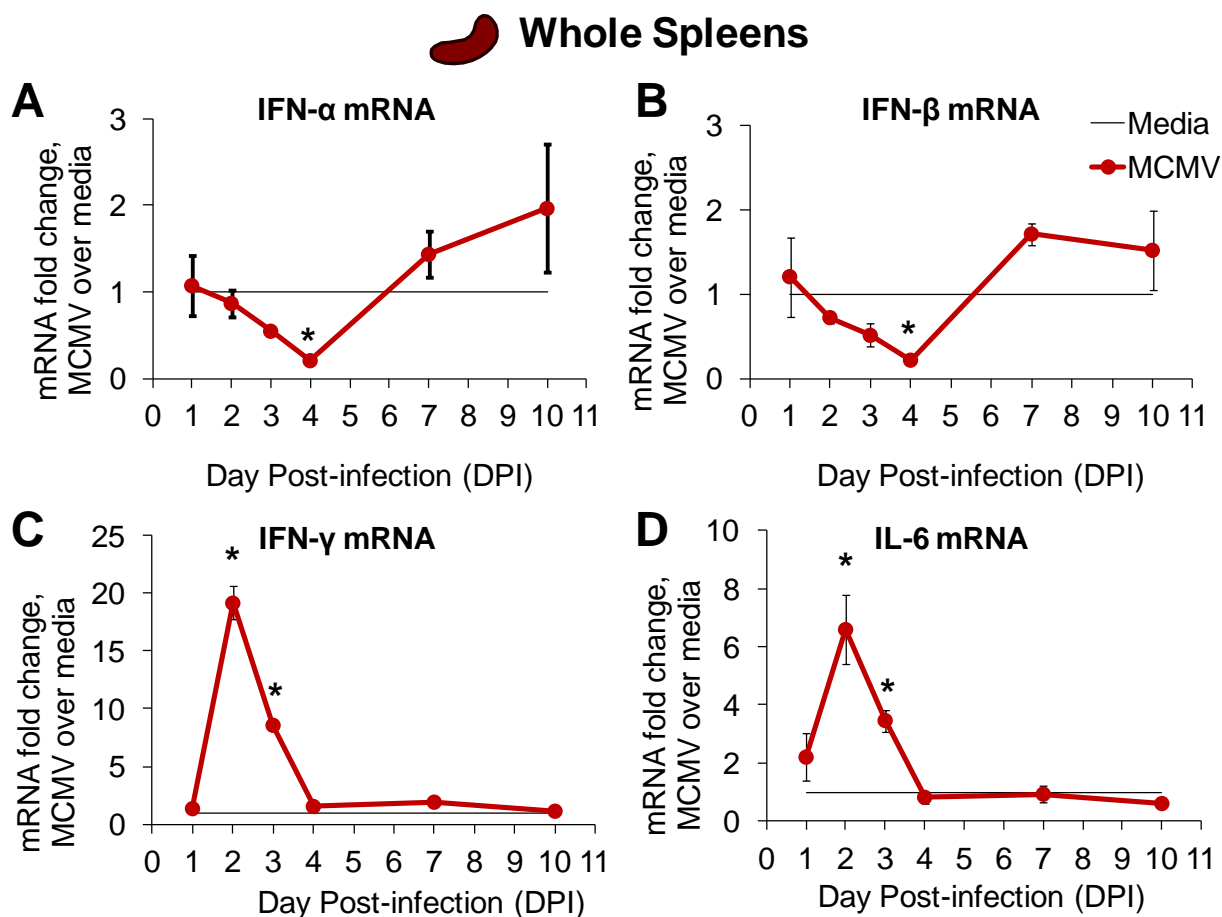 Whole Spleens
A
IFN-α mRNA
mRNA fold change,
MCMV over media
3
2
1
0
0 1 2 3 4 5 6 7 8 9 10 11
*
Day Post-infection (DPI)
B
IFN-β mRNA
Media
MCMV
mRNA fold change,
MCMV over media
3
2
1
0
0 1 2 3 4 5 6 7 8 9 10 11
*
Day Post-infection (DPI)
C
IFN-γ mRNA
mRNA fold change,
MCMV over media
25
20
15
10
5
0
0 1 2 3 4 5 6 7 8 9 10 11
*
*
Day Post-infection (DPI)
D
IL-6 mRNA
mRNA fold change,
MCMV over media
10
8
6
4
2
0
0 1 2 3 4 5 6 7 8 9 10 11
*
*
Day Post-infection (DPI)